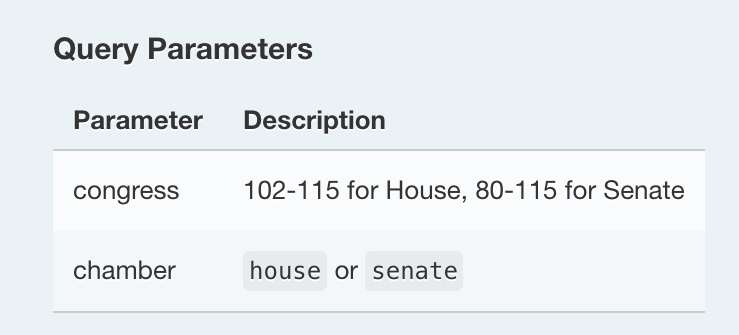 Query Parameters
Parameter Description
congress 102-115 for House, 80-115 for Senate
chamber house or senate